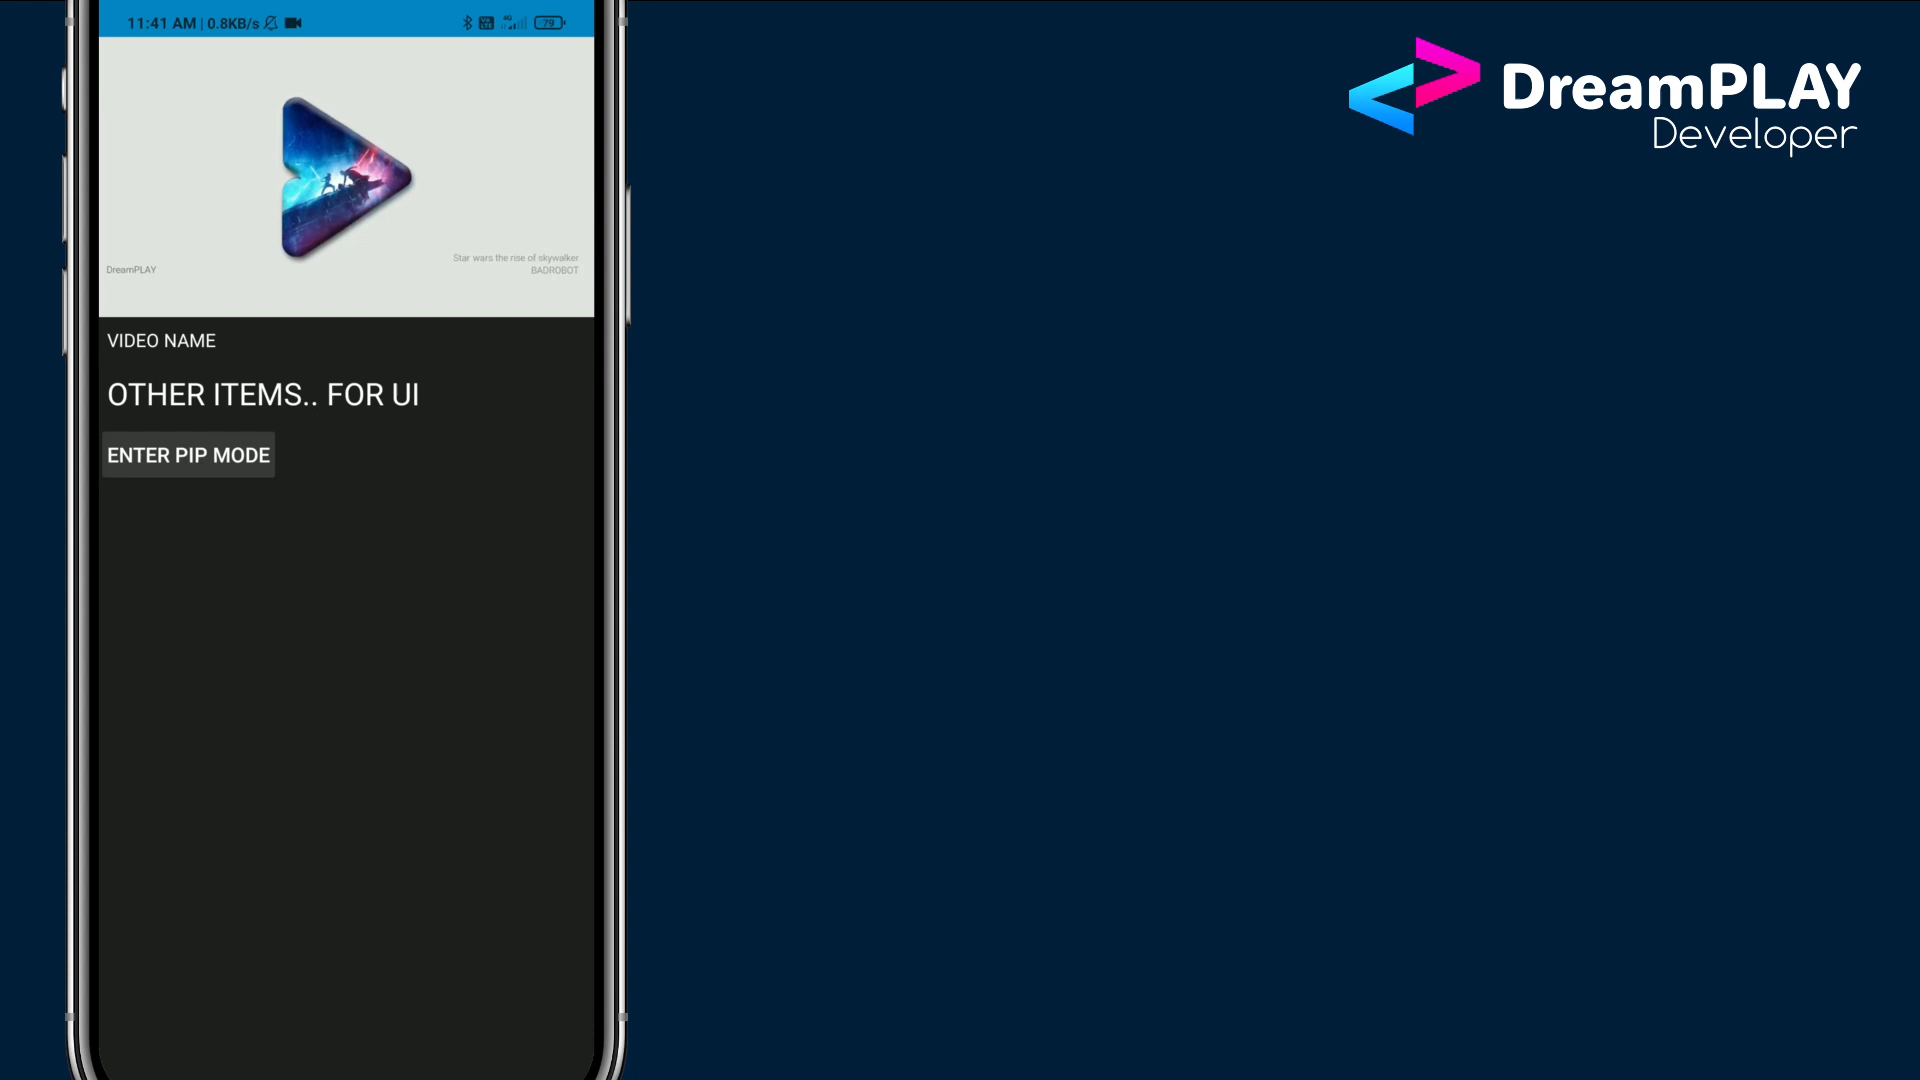 11:41 AM | 0.8KB/s
4G
79
DreamPLAY
Developer
DreamPLAY
Star wars the rise of skywalker
BADROBOT
VIDEO NAME
OTHER ITEMS.. FOR UI
ENTER PIP MODE